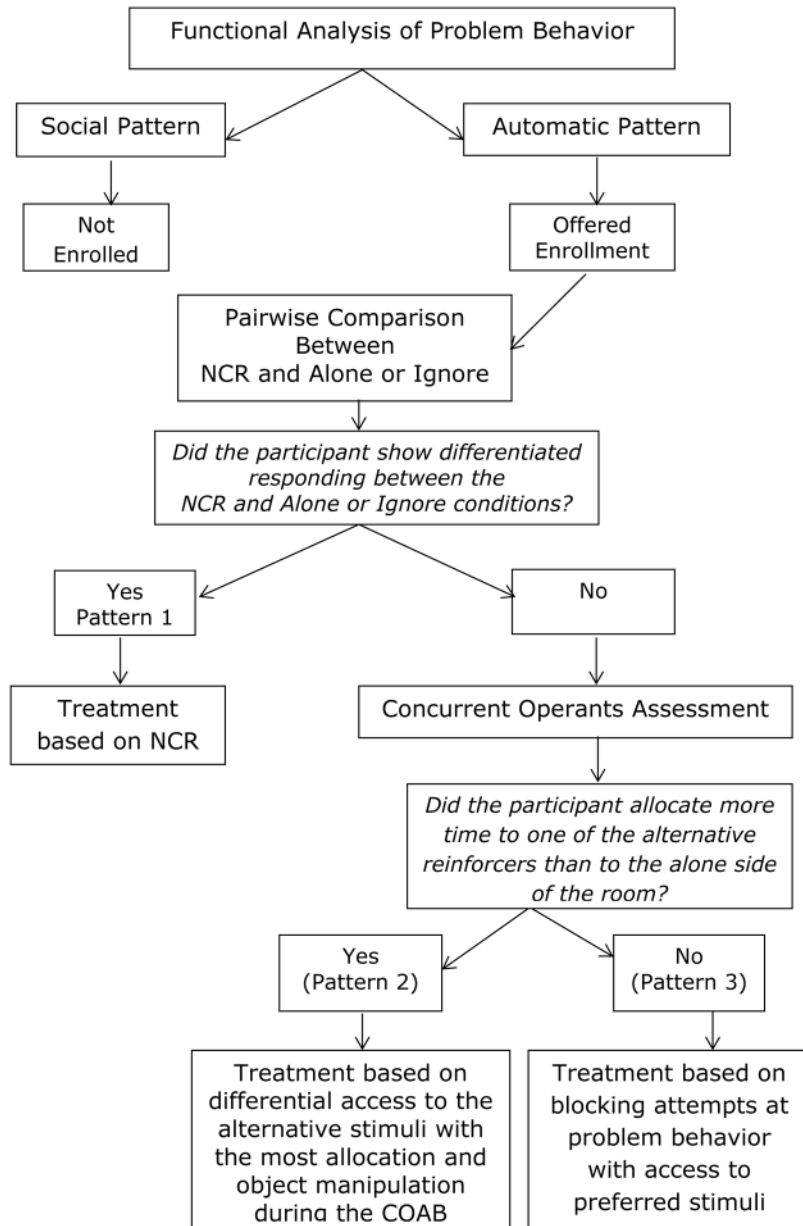 Functional Analysis of Problem Behavior
Social Pattern
Automatic Pattern
Not
Enrolled
Offered
Enrollment
Pairwise Comparison
Between
NCR and Alone or Ignore
Did the participant show differentiated
responding between the
NCR and Alone or Ignore conditions?
Yes
Pattern 1
No
Treatment
based on NCR
Concurrent Operants Assessment
Did the participant allocate more
time to one of the alternative
reinforcers than to the alone side
of the room?
Yes
(Pattern 2)
No
(Pattern 3)
Treatment based on
differential access to the
alternative stimuli with
the most allocation and
object manipulation
during the COAB
Treatment based on
blocking attempts at
problem behavior
with access to
preferred stimuli